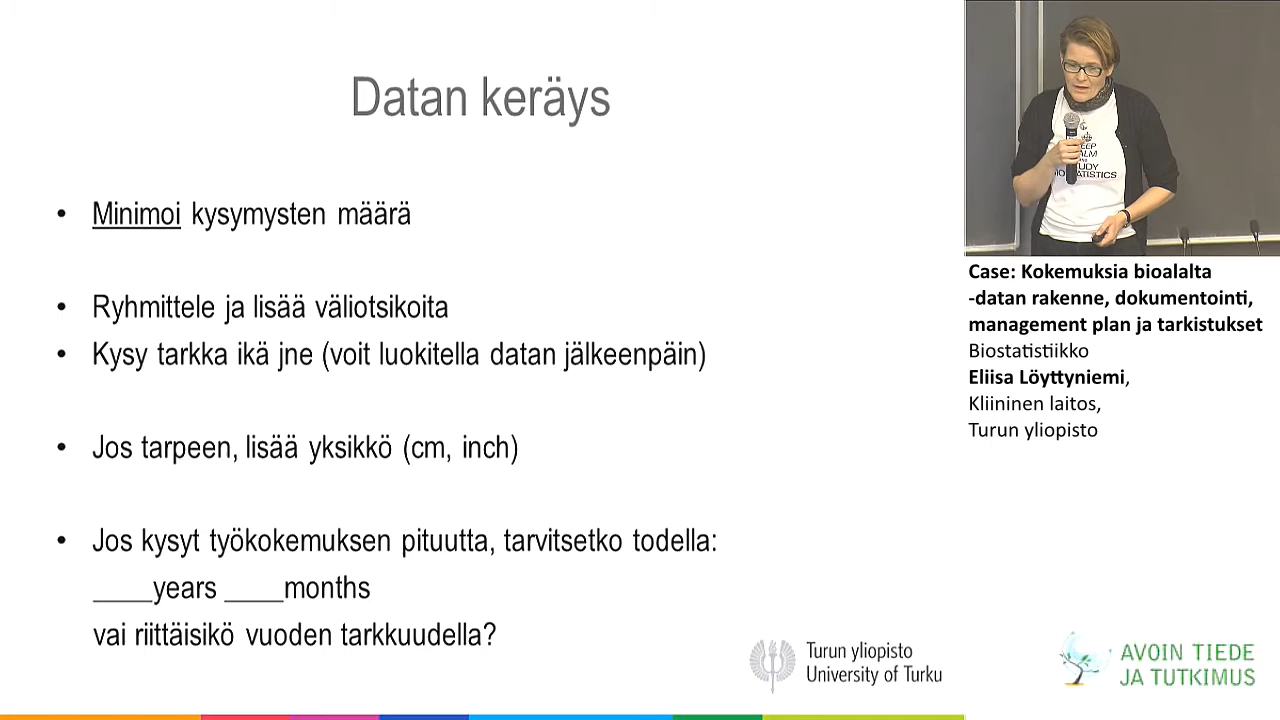 Datan keräys
• Minimoi kysymysten määrä
• Ryhmittele ja lisää väliotsikoita
• Kysy tarkka ikä jne (voit luokitella datan jälkeenpäin)
• Jos tarpeen, lisää yksikkö (cm, inch)
• Jos kysyt työkokemuksen pituutta, tarvitsetko todella:
____years ____months
vai riittäisikö vuoden tarkkuudella?
Turun yliopisto
University of Turku
Case: Kokemuksia bioalalta
-datan rakenne, dokumentointi,
management plan ja tarkistukset
Biostatistiikko
Eliisa Löyttyniemi,
Kliininen laitos,
Turun yliopisto
AVOIN TIEDE
JA TUTKIMUS